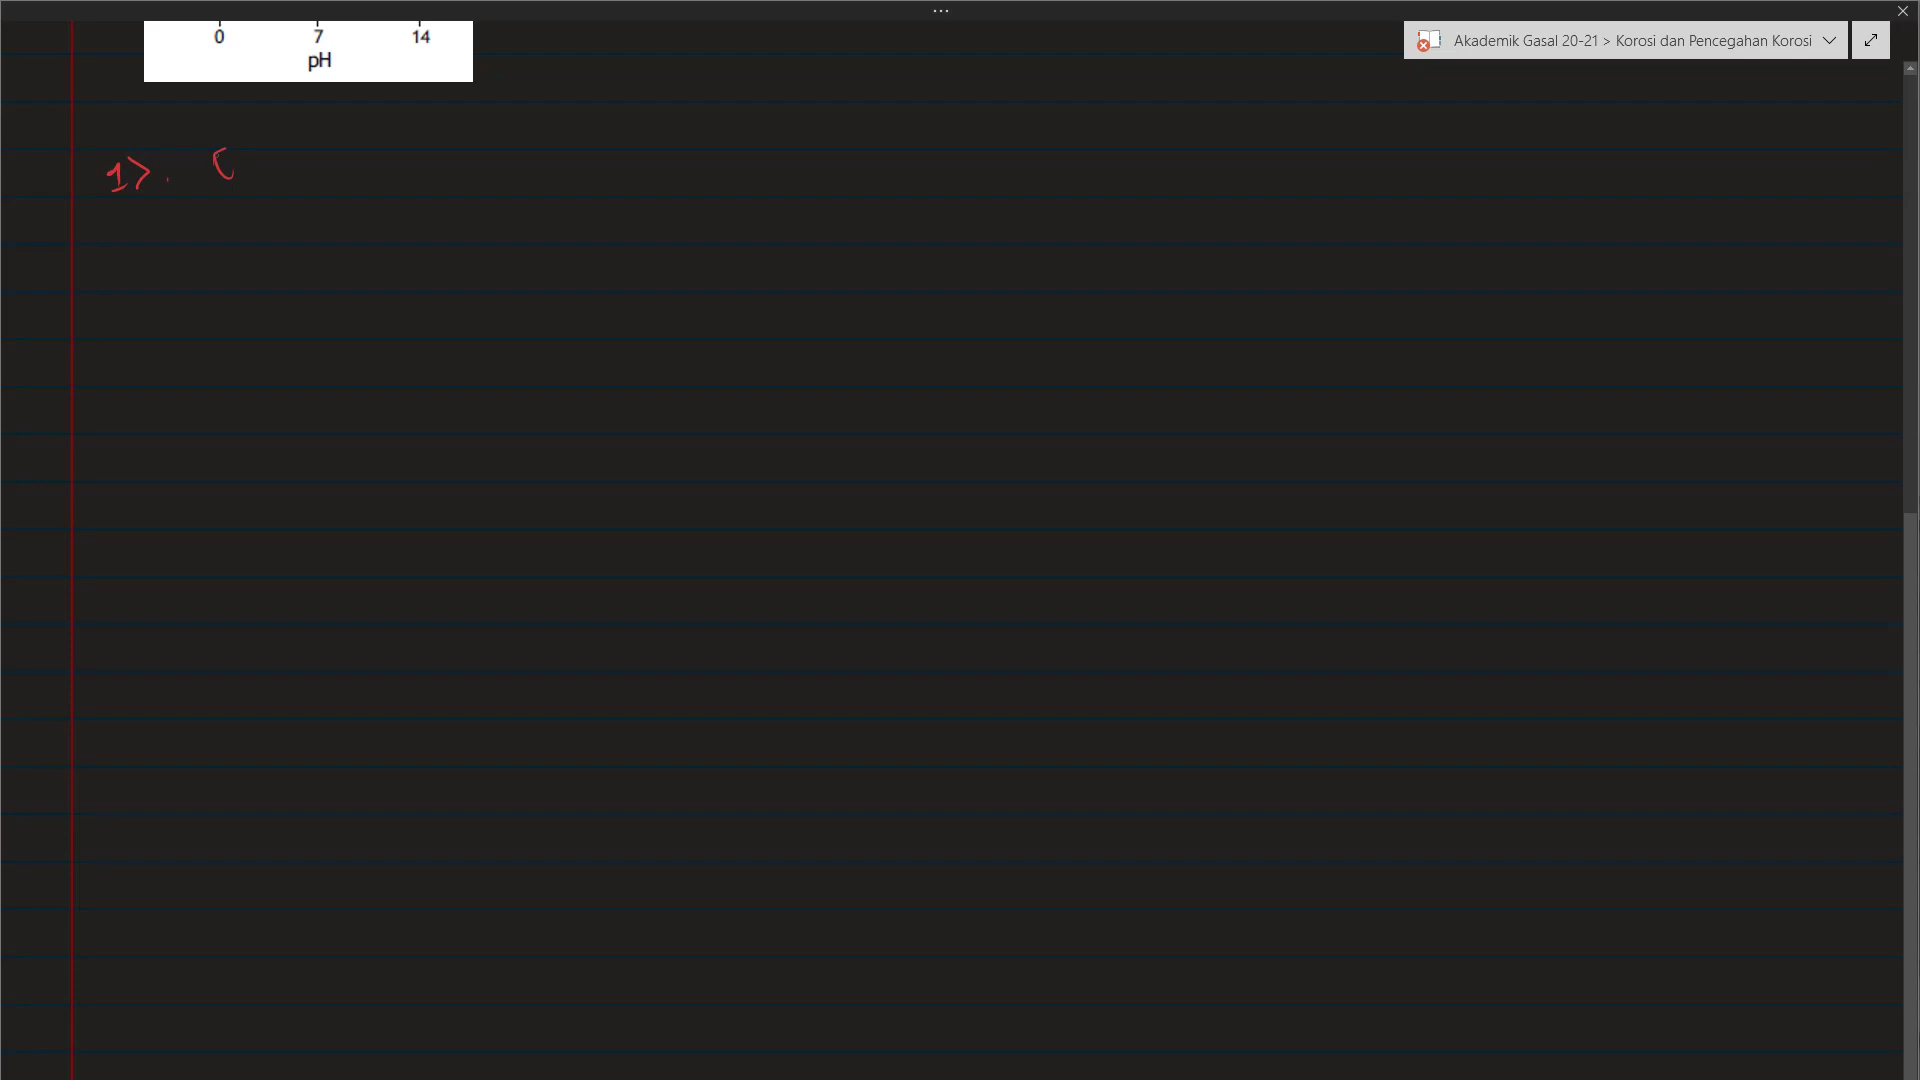 0 7 14
pH
Akademik Gasal 20-21 > Korosi dan Pencegahan Korosi
1>. (